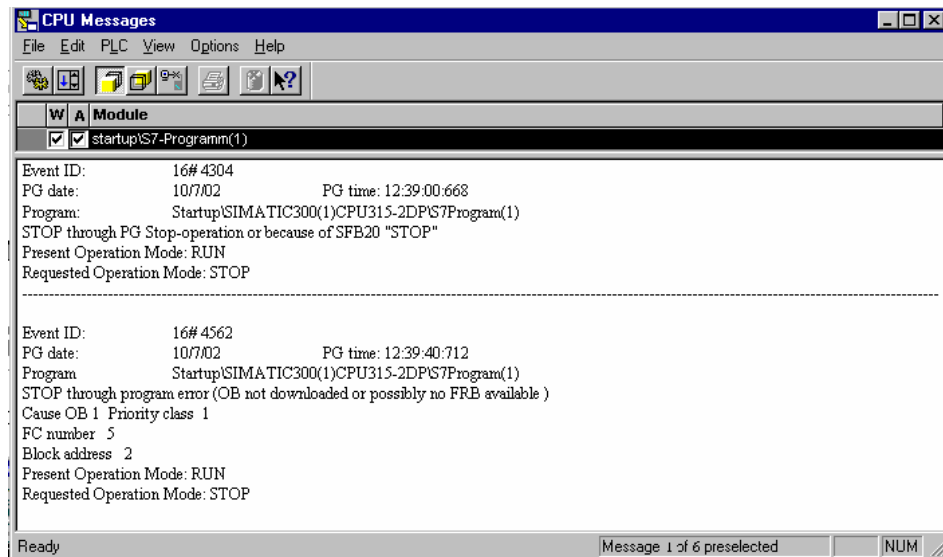 CPU Messages
File Edit PLC View Options Help
W A Module
startup\S7-Programm(1)
Event ID: 16# 4304
PG date: 10/7/02 PG time: 12:39:00:668
Program: Startup\SIMATIC300(1)CPU315-2DP\S7Program(1)
STOP through PG Stop-operation or because of SFB20 "STOP"
Present Operation Mode: RUN
Requested Operation Mode: STOP
Event ID: 16# 4562
PG date: 10/7/02 PG time: 12:39:40:712
Program Startup\SIMATIC300(1)CPU315-2DP\S7Program(1)
STOP through program error (OB not downloaded or possibly no FRB available )
Cause OB 1 Priority class 1
FC number 5
Block address 2
Present Operation Mode: RUN
Requested Operation Mode: STOP
Ready Message 1 of 6 preselected NUM